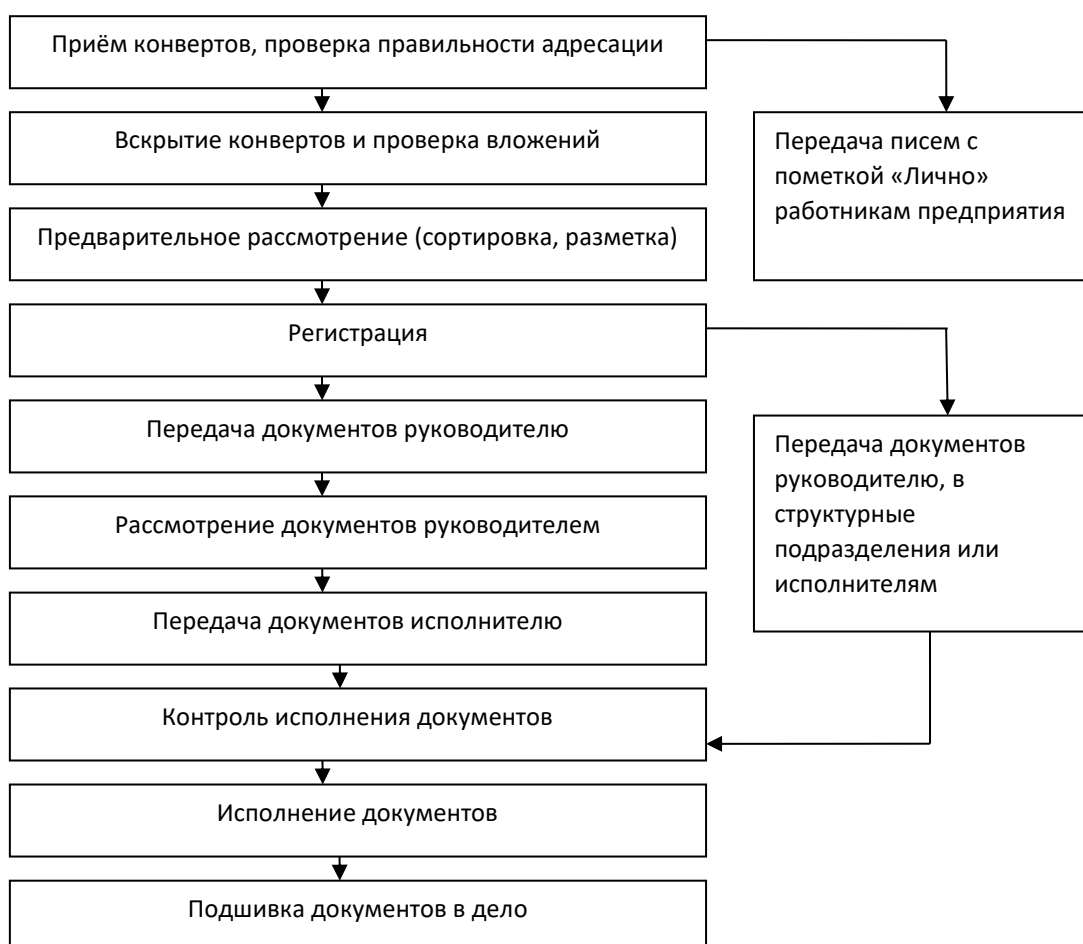 Приём конвертов, проверка правильности адресации
Вскрытие конвертов и проверка вложений
Передача писем с
пометкой «Лично»
работникам предприятия
Предварительное рассмотрение (сортировка, разметка)
Регистрация
Передача документов руководителю
Передача документов
руководителю, в
структурные
подразделения или
исполнителям
Рассмотрение документов руководителем
Передача документов исполнителю
Контроль исполнения документов
Исполнение документов
Подшивка документов в дело